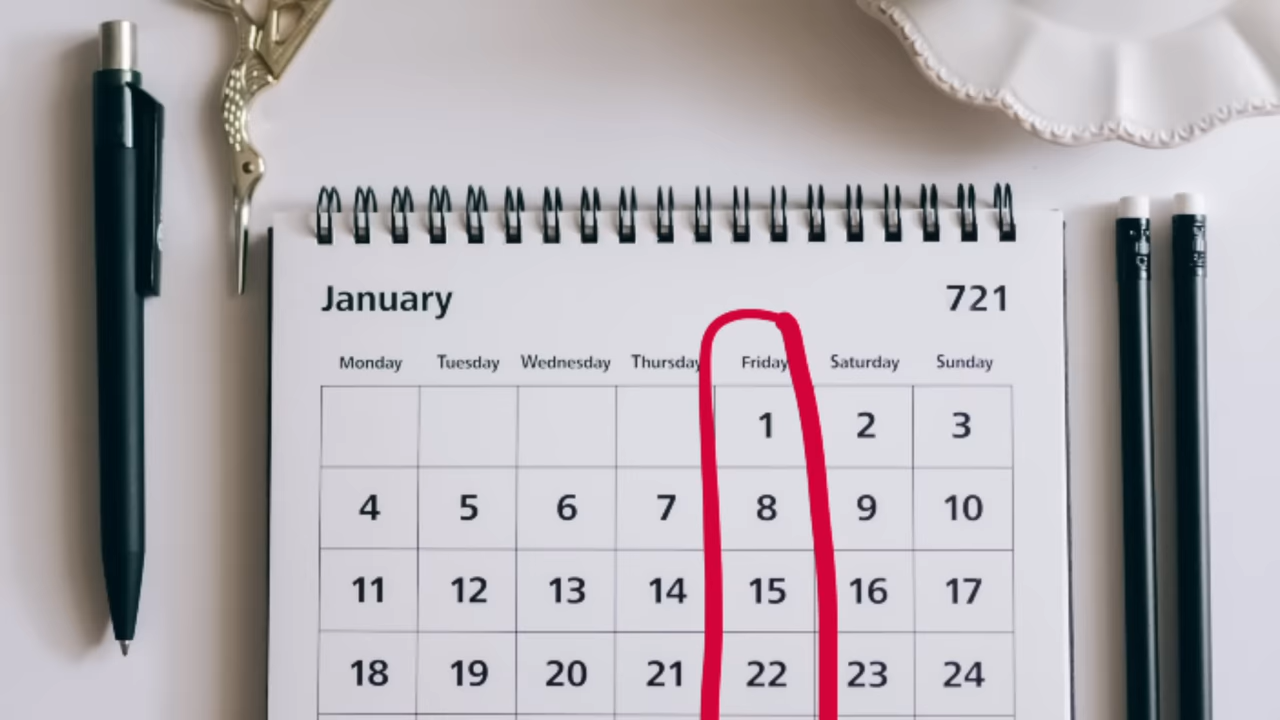 January 721
Monday Tuesday Wednesday Thursday Friday Saturday Sunday
1 2 3
4 5 6 7 8 9 10
11 12 13 14 15 16 17
18 19 20 21 22 23 24